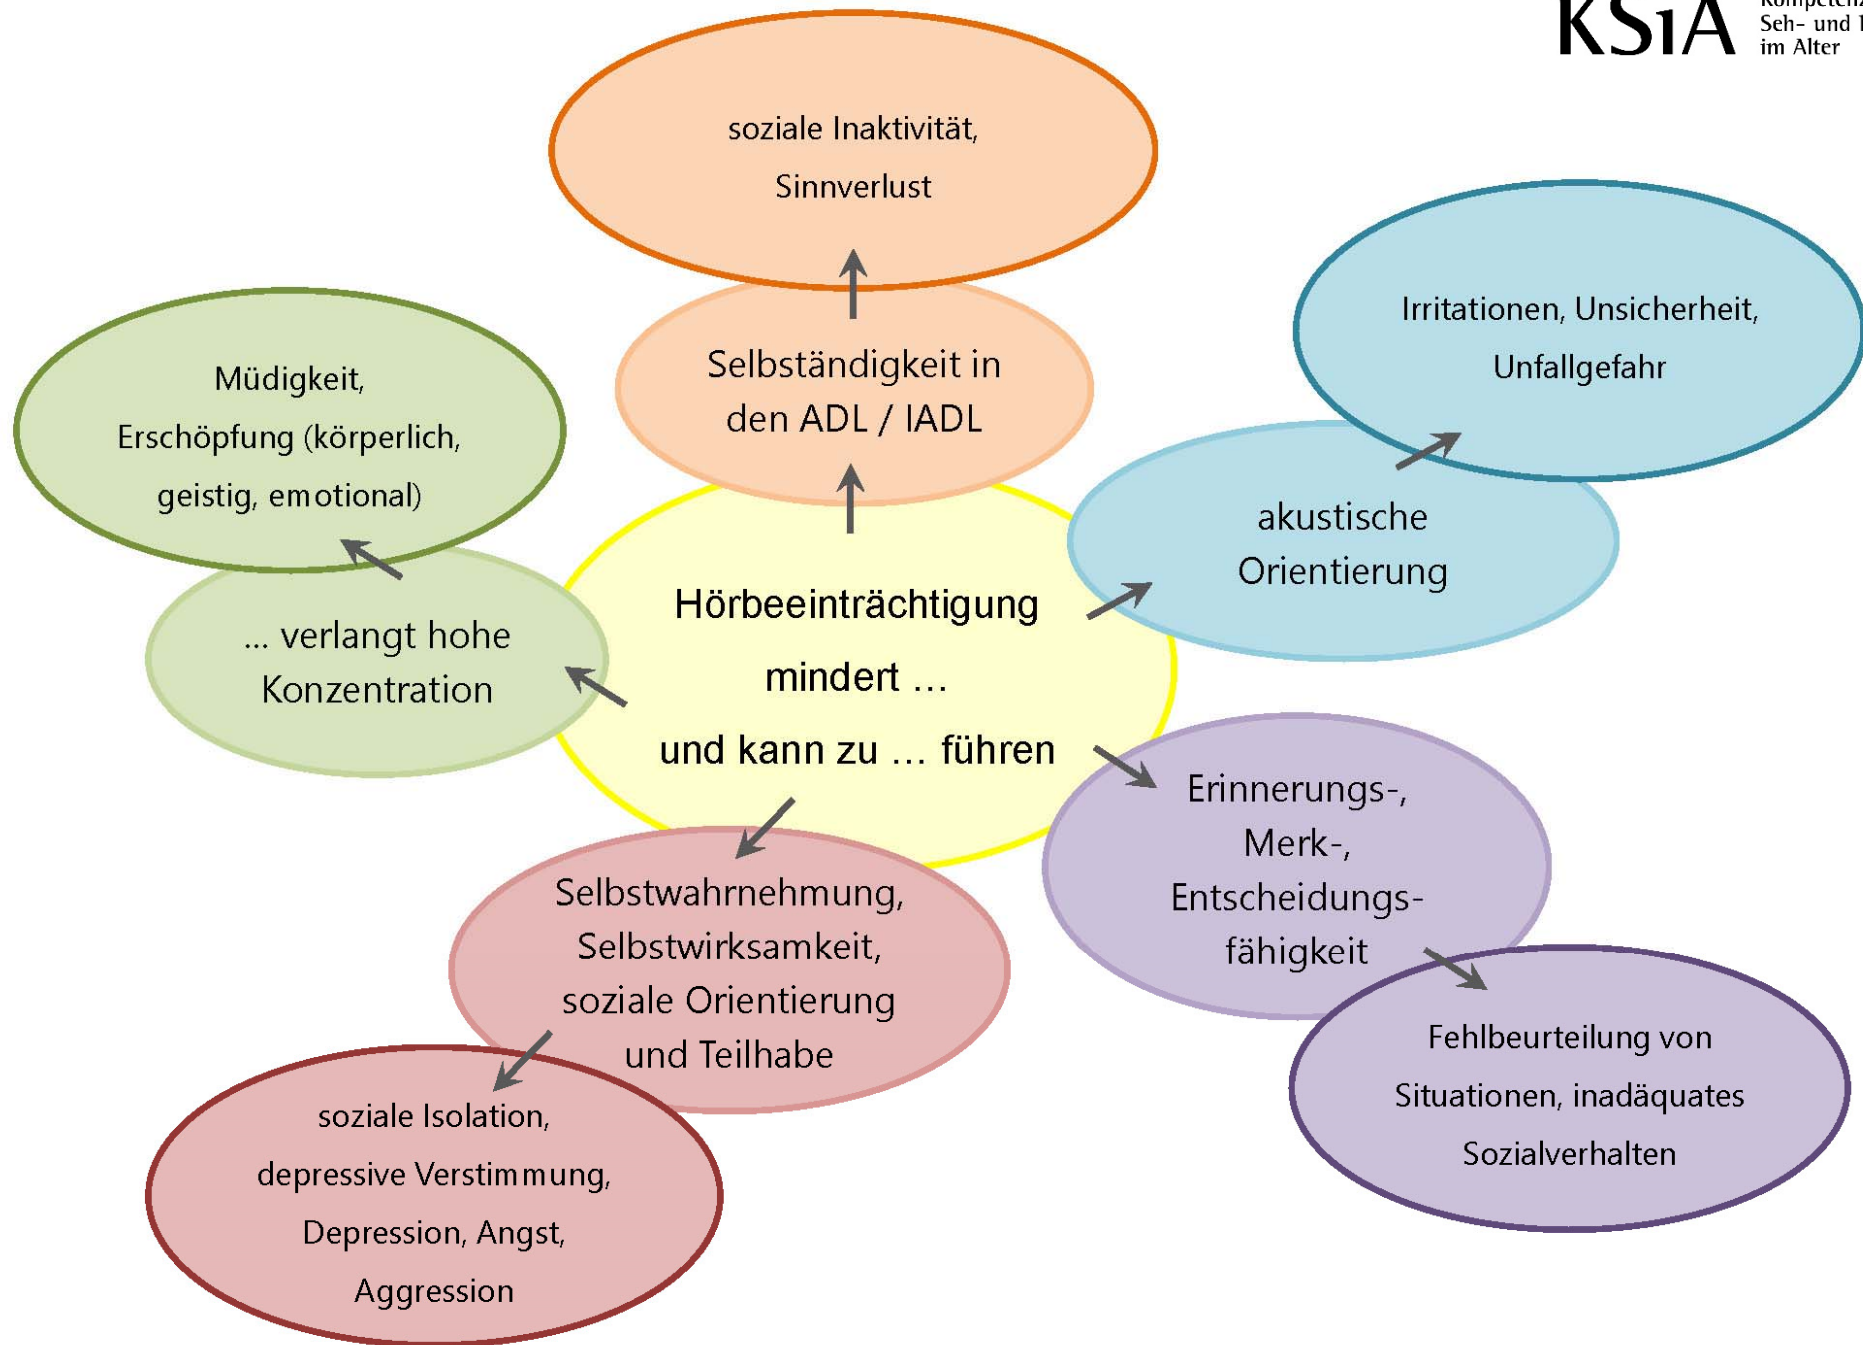 KSiA
Seh- und
im Alter
soziale Inaktivität,
Sinnverlust
Selbständigkeit in
den ADL / IADL
Irritationen, Unsicherheit,
Unfallgefahr
akustische
Orientierung
Müdigkeit,
Erschöpfung (körperlich,
geistig, emotional)
... verlangt hohe
Konzentration
Hörbeeinträchtigung
mindert ...
und kann zu ... führen
Erinnerungs-,
Merk-,
Entscheidungs-
fähigkeit
Fehlbeurteilung von
Situationen, inadäquates
Sozialverhalten
Selbstwahrnehmung,
Selbstwirksamkeit,
soziale Orientierung
und Teilhabe
soziale Isolation,
depressive Verstimmung,
Depression, Angst,
Aggression